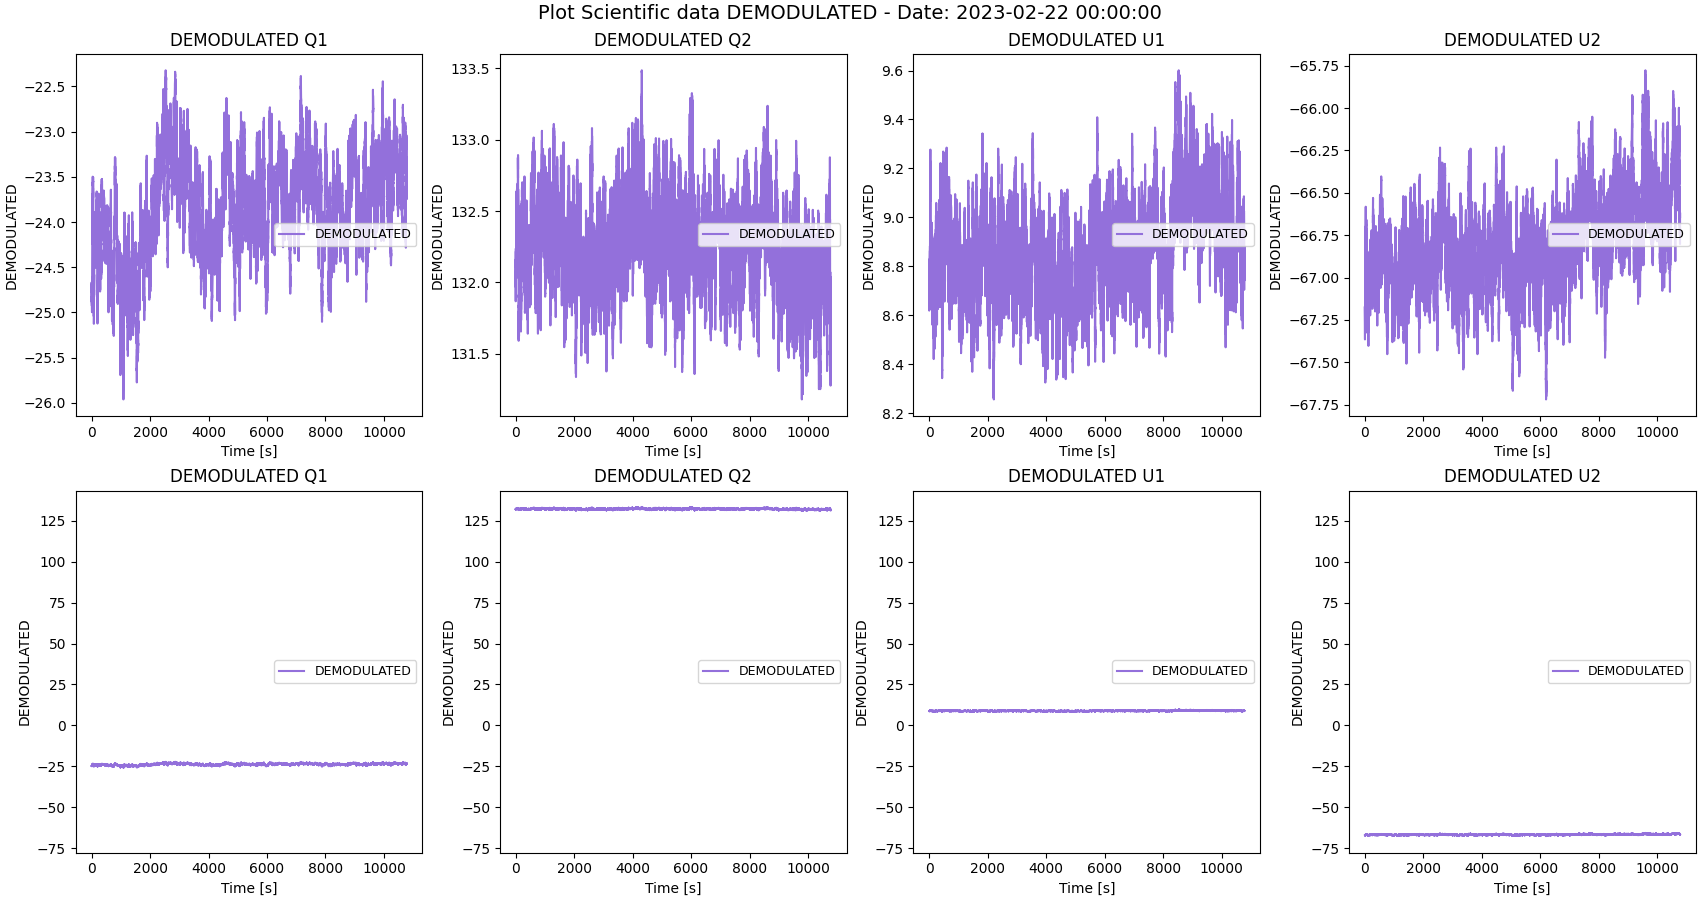 Plot Scientific data DEMODULATED - Date: 2023-02-22 00:00:00
DEMODULATED Q1
DEMODULATED
−22.5
−23.0
−23.5
−24.0
−24.5
−25.0
−25.5
−26.0
DEMODULATED
0 2000 4000 6000 8000 10000
Time [s]
DEMODULATED Q2
DEMODULATED
133.5
133.0
132.5
132.0
131.5
DEMODULATED
0 2000 4000 6000 8000 10000
Time [s]
DEMODULATED U1
DEMODULATED
9.6
9.4
9.2
9.0
8.8
8.6
8.4
8.2
DEMODULATED
0 2000 4000 6000 8000 10000
Time [s]
DEMODULATED U2
DEMODULATED
−65.75
−66.00
−66.25
−66.50
−66.75
−67.00
−67.25
−67.50
−67.75
DEMODULATED
0 2000 4000 6000 8000 10000
Time [s]
DEMODULATED Q1
DEMODULATED
125
100
75
50
25
0
−25
−50
−75
DEMODULATED
0 2000 4000 6000 8000 10000
Time [s]
DEMODULATED Q2
DEMODULATED
125
100
75
50
25
0
−25
−50
−75
DEMODULATED
0 2000 4000 6000 8000 10000
Time [s]
DEMODULATED U1
DEMODULATED
125
100
75
50
25
0
−25
−50
−75
DEMODULATED
0 2000 4000 6000 8000 10000
Time [s]
DEMODULATED U2
DEMODULATED
125
100
75
50
25
0
−25
−50
−75
DEMODULATED
0 2000 4000 6000 8000 10000
Time [s]